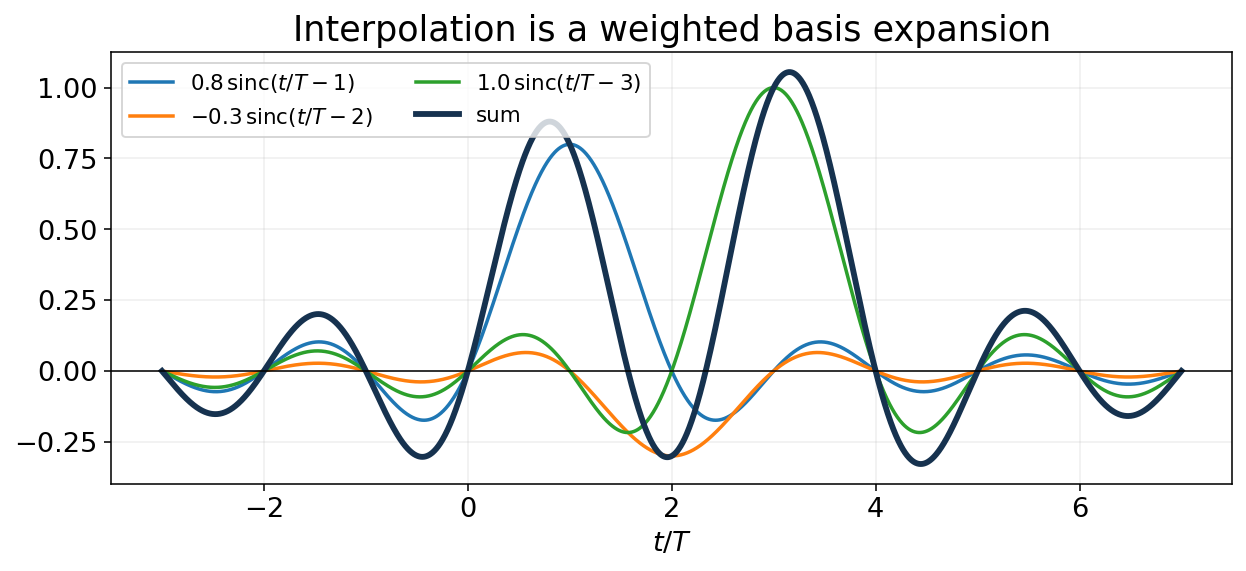 Interpolation is a weighted basis expansion
0.8 sinc(t/T − 1)
−0.3 sinc(t/T − 2)
1.0 sinc(t/T − 3)
sum
1.00
0.75
0.50
0.25
0.00
−0.25
−2 0 2 4 6
t/T